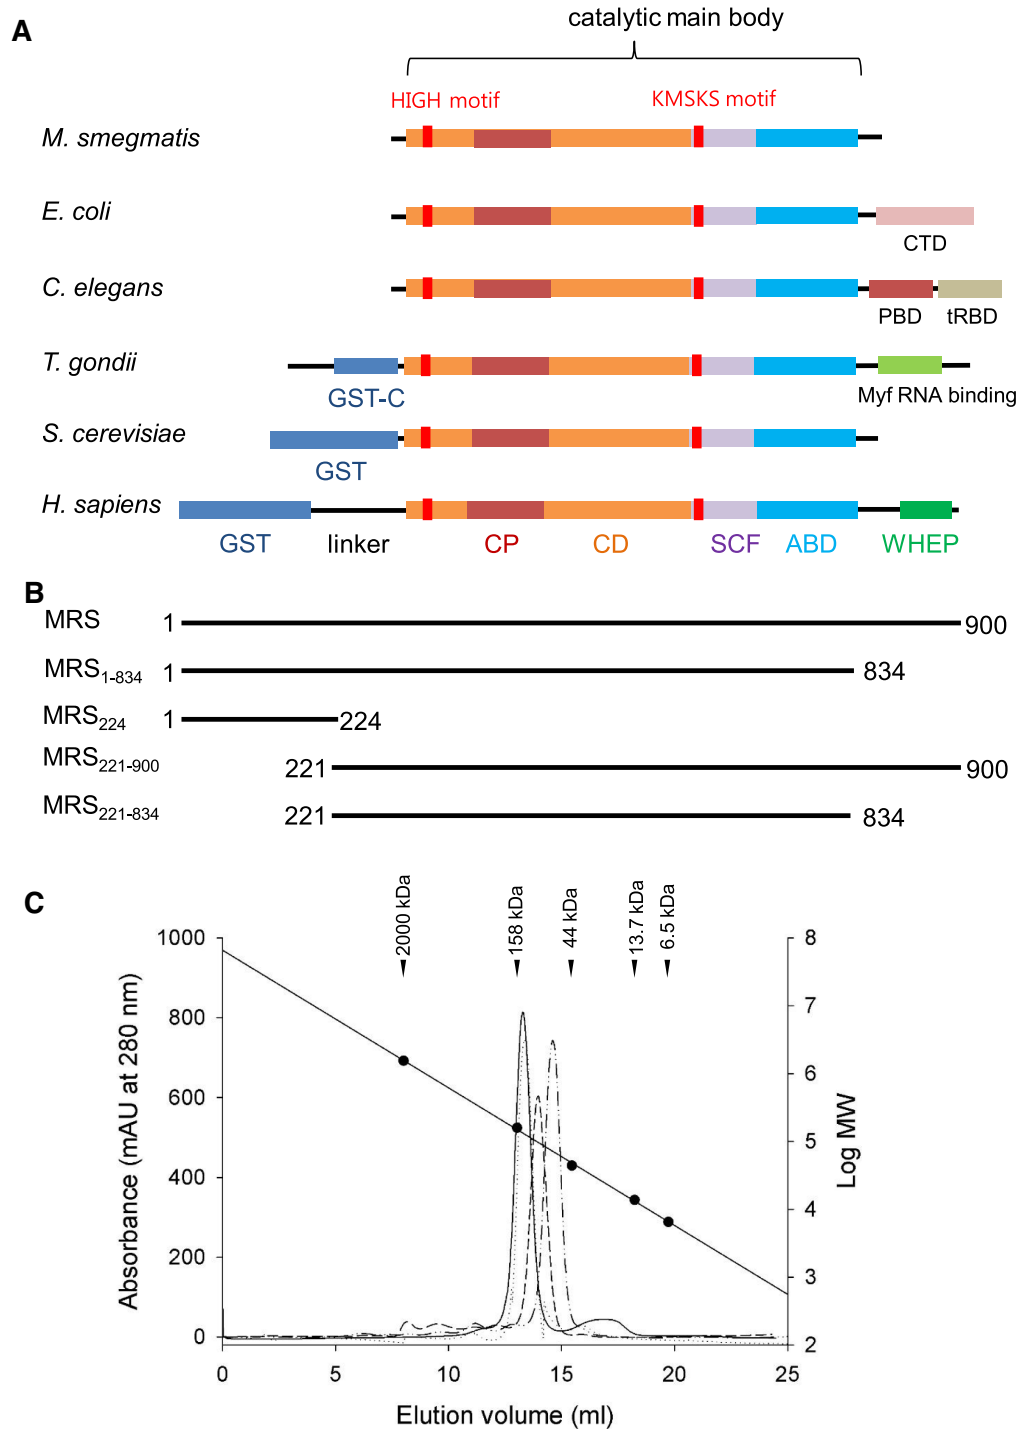 A
catalytic main body
HIGH motif
KMSKS motif
M. smegmatis
E. coli
CTD
C. elegans
PBD
tRBD
T. gondii
GST-C
Myf RNA binding
S. cerevisiae
GST
H. sapiens
GST
linker
CP
CD
SCF
ABD
WHEP
B
MRS
1
900
MRS1-834
1
834
MRS224
1
224
MRS221-900
221
900
MRS221-834
221
834
C
2000 kDa
158 kDa
44 kDa
13.7 kDa
6.5 kDa
1000
800
600
400
200
0
Absorbance (mAU at 280 nm)
8
7
6
5
4
3
2
Log MW
0
5
10
15
20
25
Elution volume (ml)